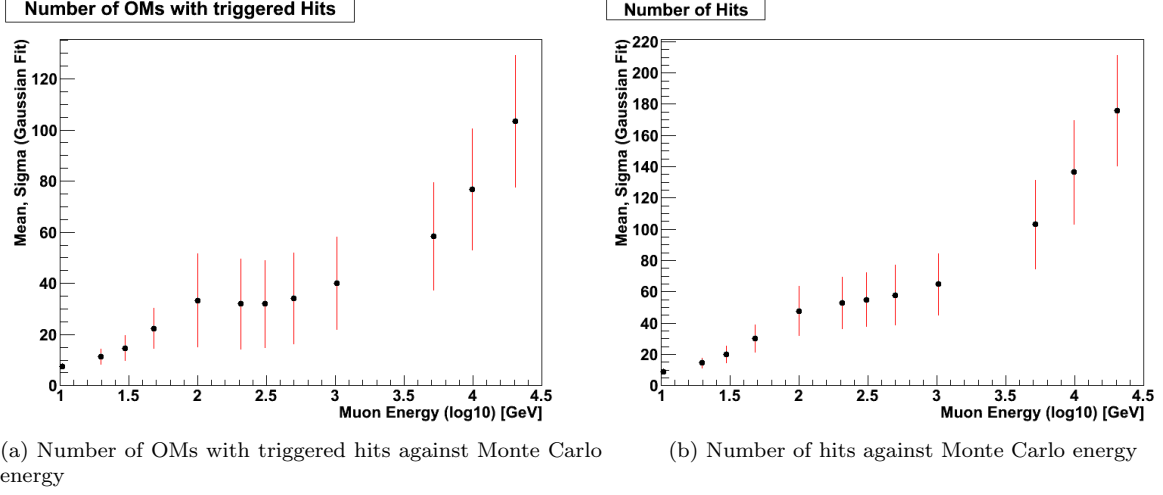 Number of OMs with triggered Hits
Mean, Sigma (Gaussian Fit)
120
100
80
60
40
20
0
1 1.5 2 2.5 3 3.5 4 4.5
Muon Energy (log10) [GeV]
(a) Number of OMs with triggered hits against Monte Carlo
energy
Number of Hits
Mean, Sigma (Gaussian Fit)
220
200
180
160
140
120
100
80
60
40
20
0
1 1.5 2 2.5 3 3.5 4 4.5
Muon Energy (log10) [GeV]
(b) Number of hits against Monte Carlo energy